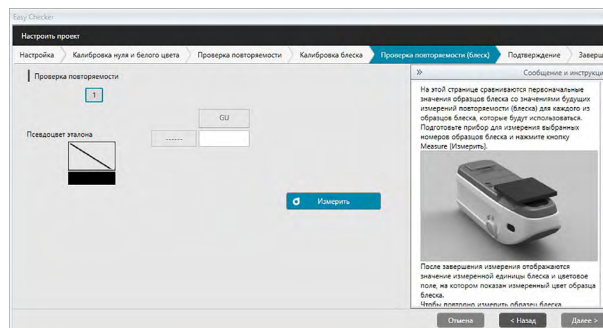 Easy Checker
Настроить проект
Настройка
Калибровка нуля и белого цвета
Проверка повторяемости
Калибровка блеска
Проверка повторяемости (блеск)
Подтверждение
Заверш
Проверка повторяемости
1
GU
Псевдоцвет эталона
------
Измерить
»
Сообщение и инструкци
На этой странице сравниваются первоначальные
значения образцов блеска со значениями будущих
измерений повторяемости (блеска) для каждого из
образцов блеска, которые будут использоваться.
Подготовьте прибор для измерения выбранных
номеров образцов блеска и нажмите кнопку
Measure (Измерить).
После завершения измерения отображаются
значение измеренной единицы блеска и цветовое
поле, на котором показан измеренный цвет образца
блеска.
Чтобы повторно измерить образец блеска
Отмена
< Назад
Далее >